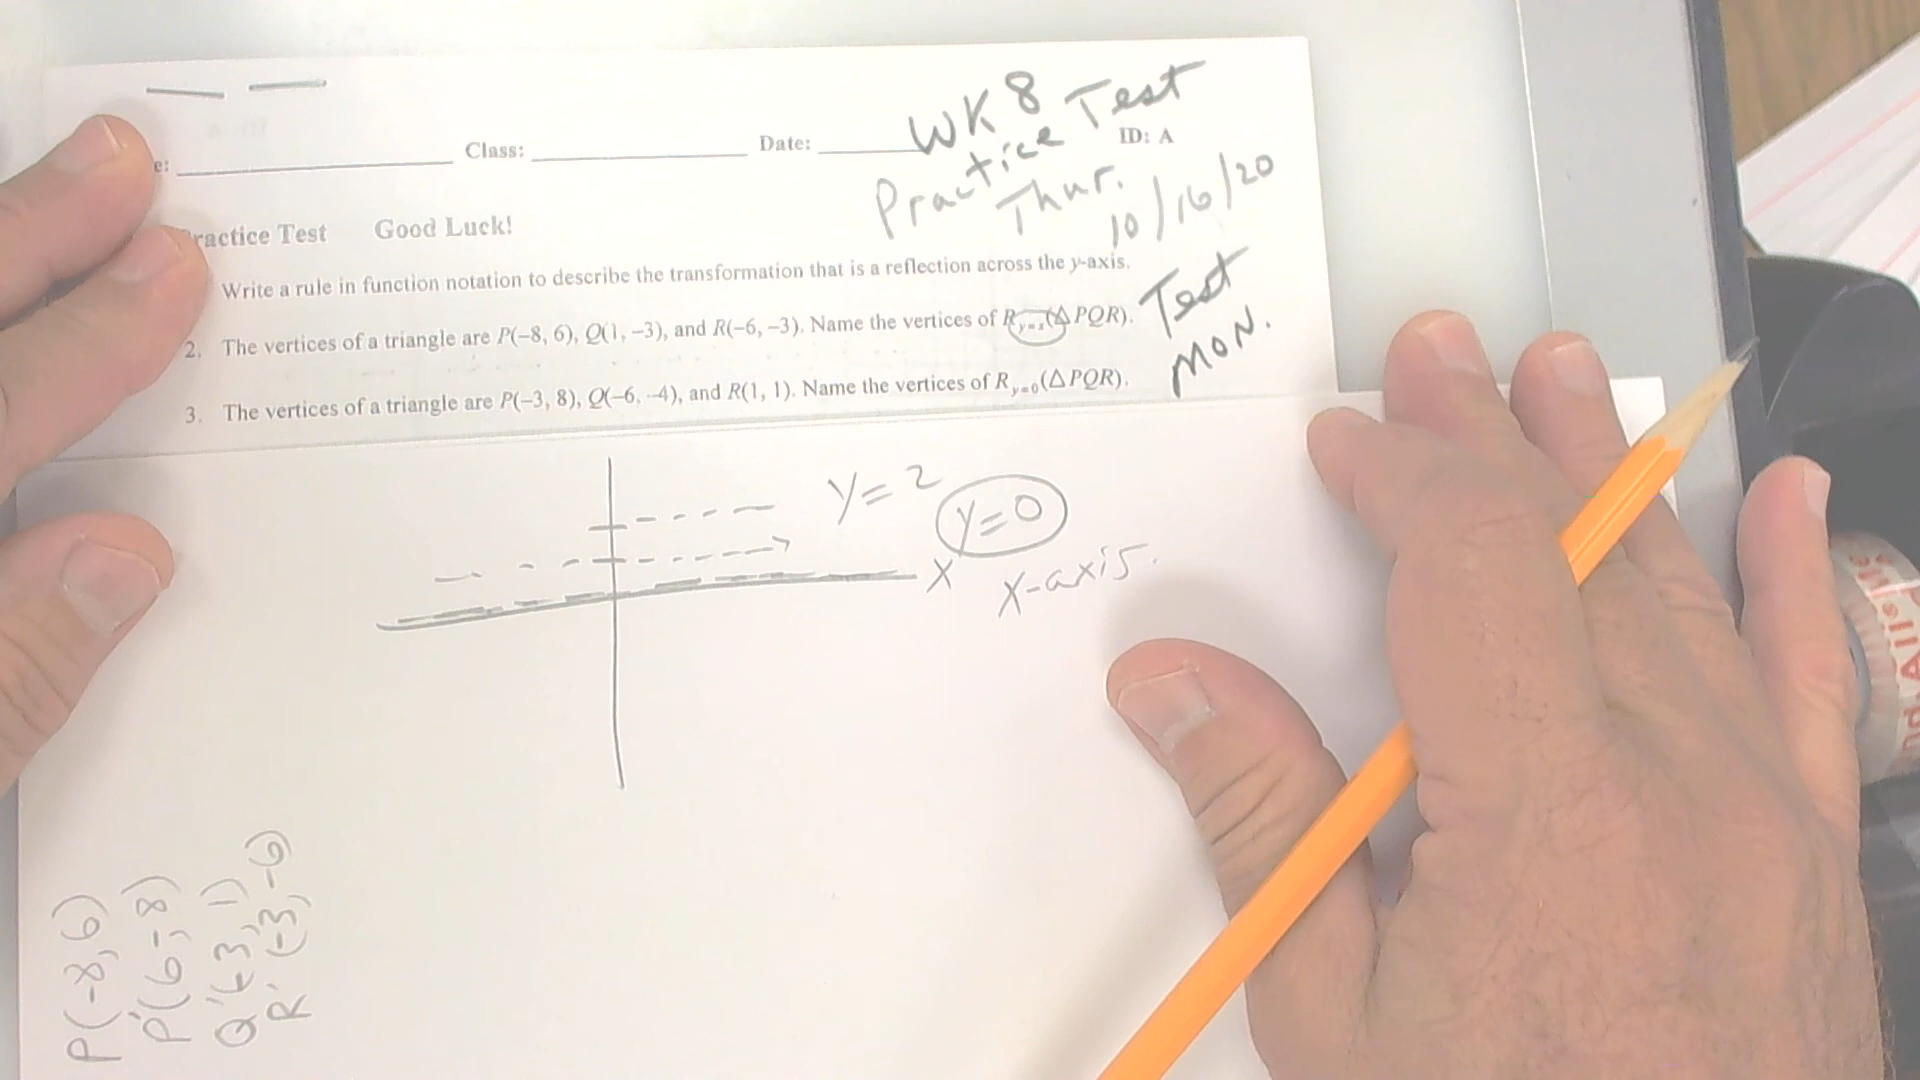 WK 8
Practice Test
Thur.
10/16/20
e: Class: Date: ID: A
ractice Test Good Luck!
Write a rule in function notation to describe the transformation that is a reflection across the y-axis.
2. The vertices of a triangle are P(−8, 6), Q(1, −3), and R(−6, −3). Name the vertices of R y=x (△PQR).
3. The vertices of a triangle are P(−3, 8), Q(−6, −4), and R(1, 1). Name the vertices of R y=0 (△PQR).
Test
MON.
y=2
y=0
x
x-axis.
P(-8,6)
P'(6,-8)
Q'(-3,1)
R'(-3,-6)